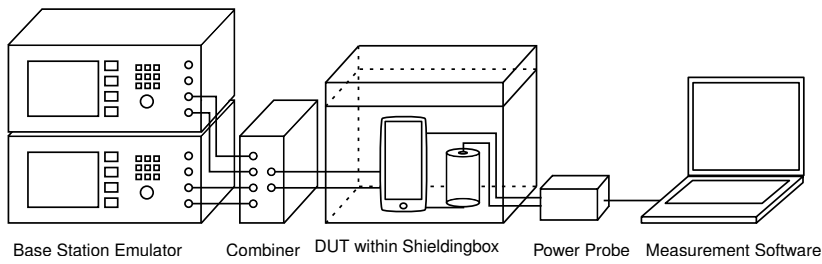 Base Station Emulator
Combiner
DUT within Shieldingbox
Power Probe
Measurement Software